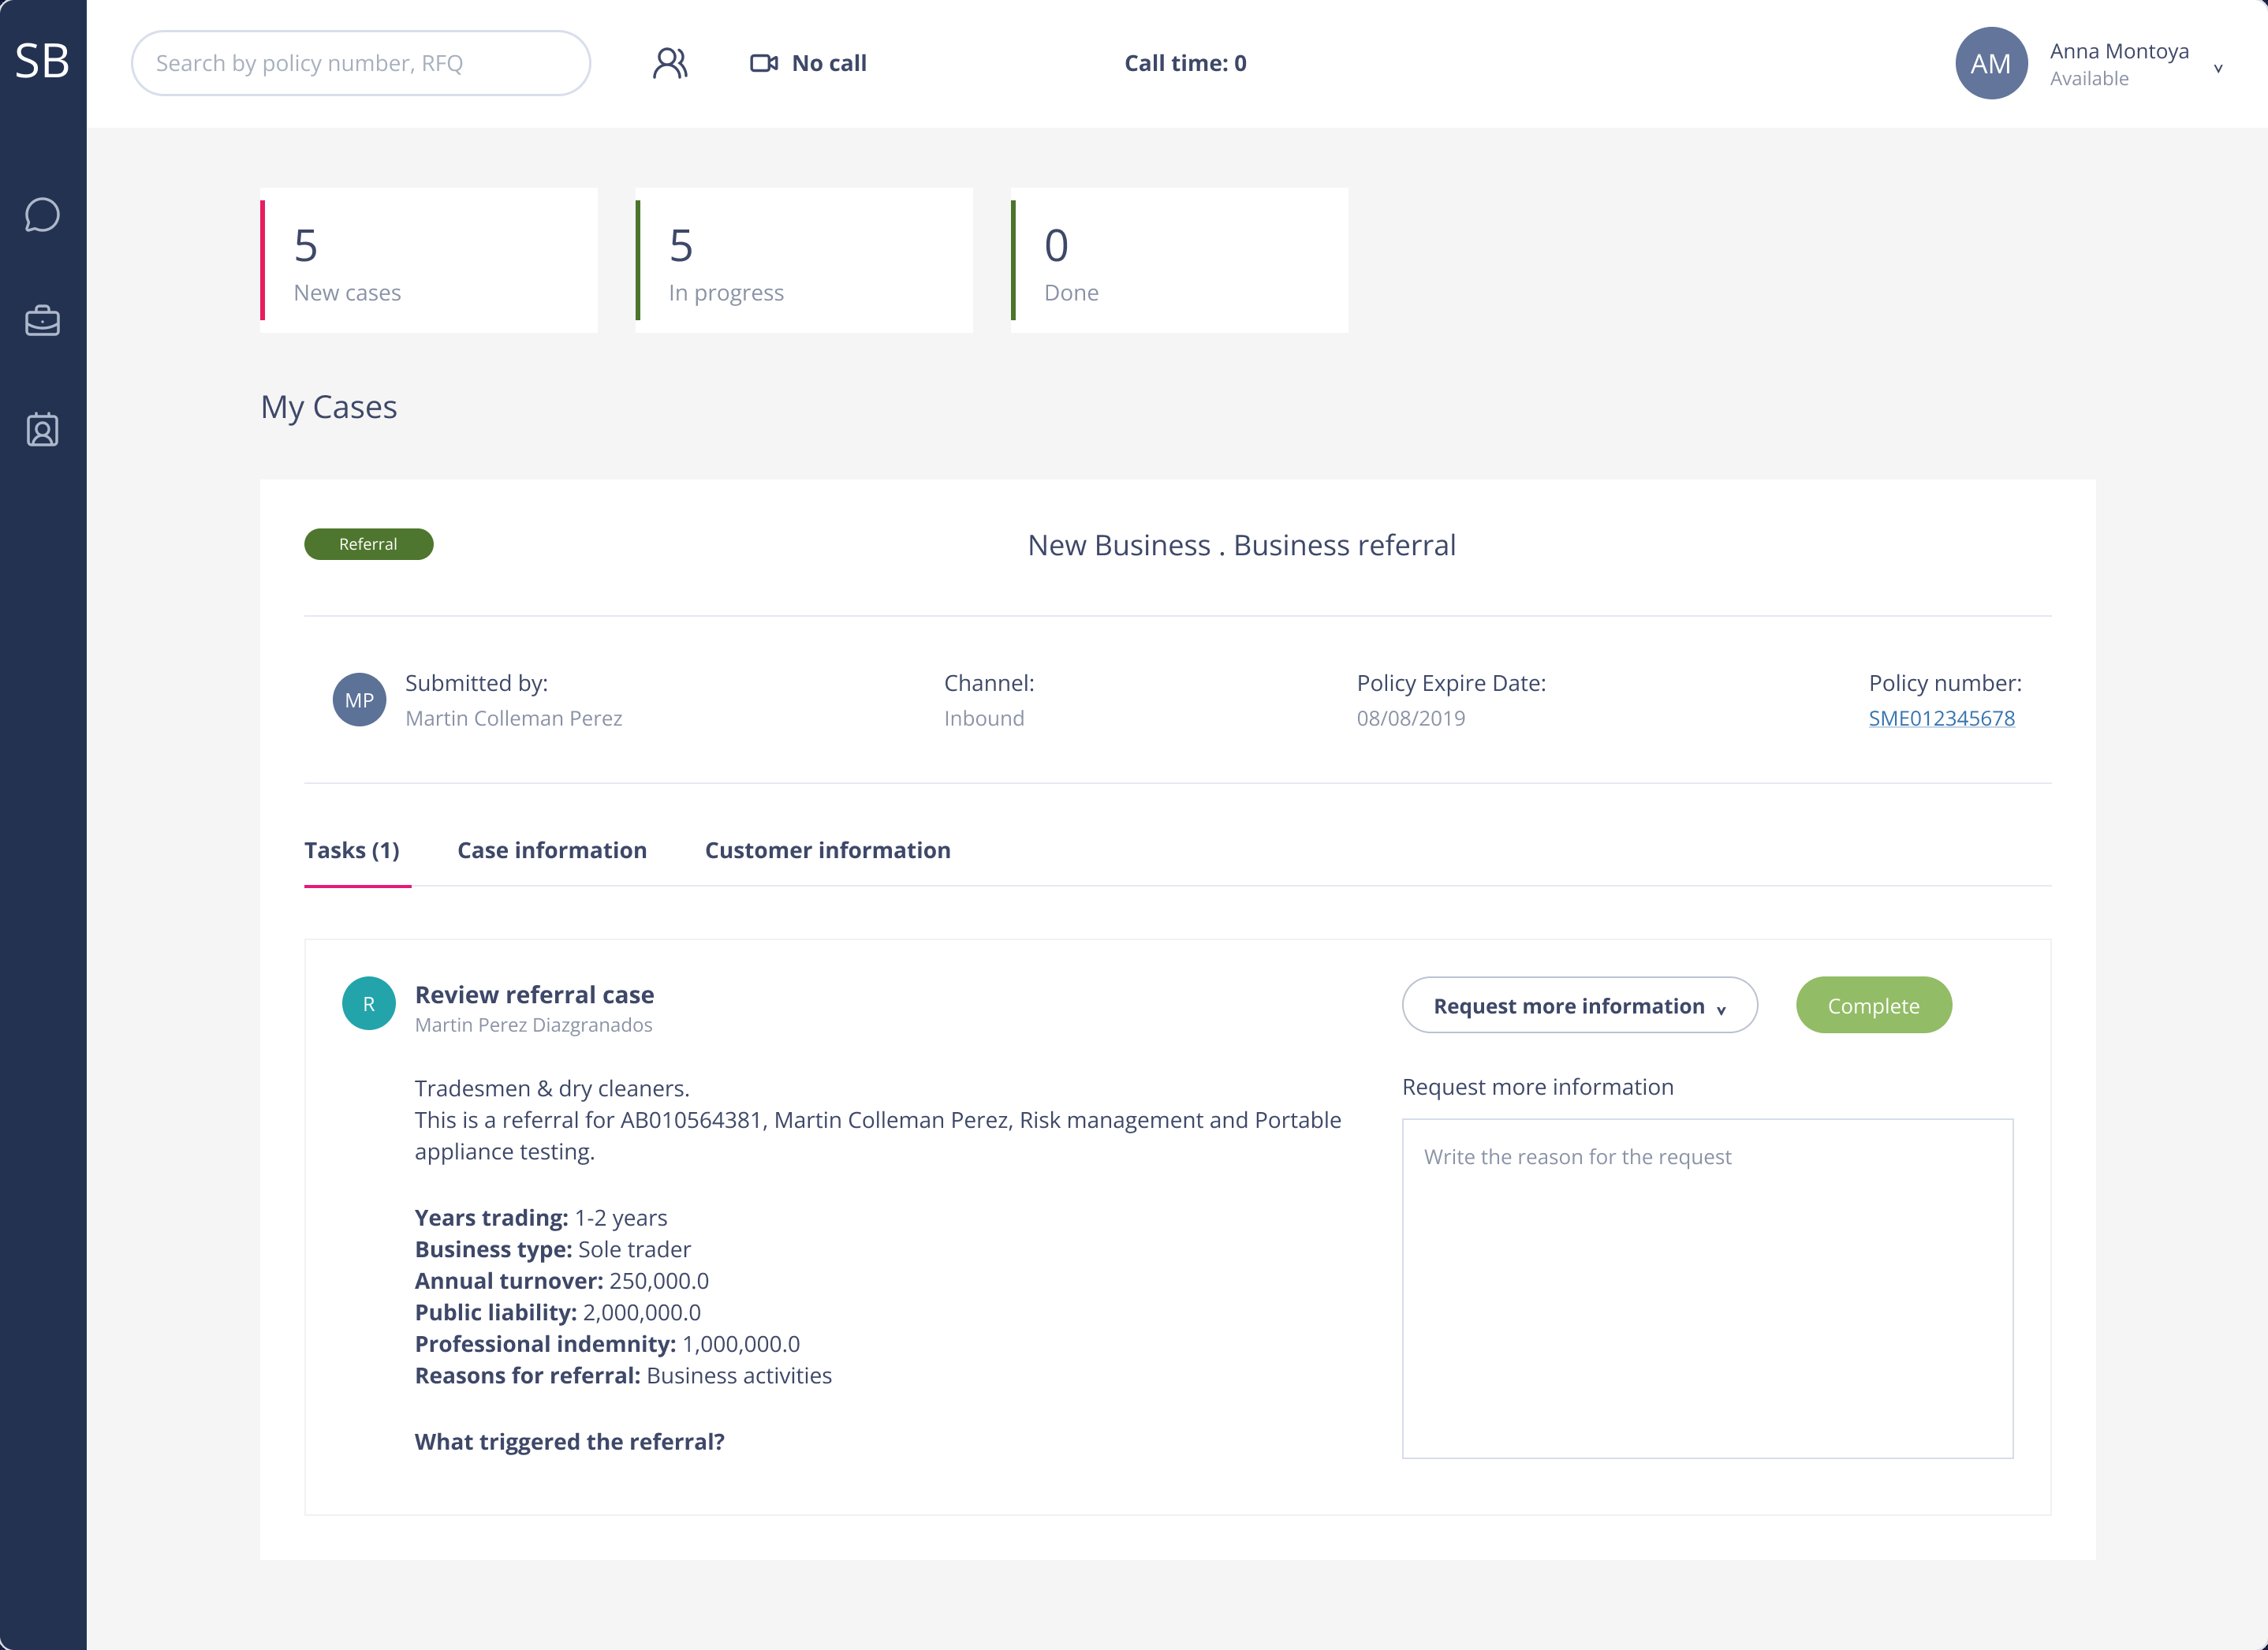 SB
Search by policy number, RFQ
No call
Call time: 0
AM
Anna Montoya
Available
5
New cases
5
In progress
0
Done
My Cases
Referral
New Business . Business referral
MP
Submitted by:
Martin Colleman Perez
Channel:
Inbound
Policy Expire Date:
08/08/2019
Policy number:
SME012345678
Tasks (1)
Case information
Customer information
R
Review referral case
Martin Perez Diazgranados
Tradesmen & dry cleaners.
This is a referral for AB010564381, Martin Colleman Perez, Risk management and Portable
appliance testing.
Years trading: 1-2 years
Business type: Sole trader
Annual turnover: 250,000.0
Public liability: 2,000,000.0
Professional indemnity: 1,000,000.0
Reasons for referral: Business activities
What triggered the referral?
Request more information
Complete
Request more information
Write the reason for the request